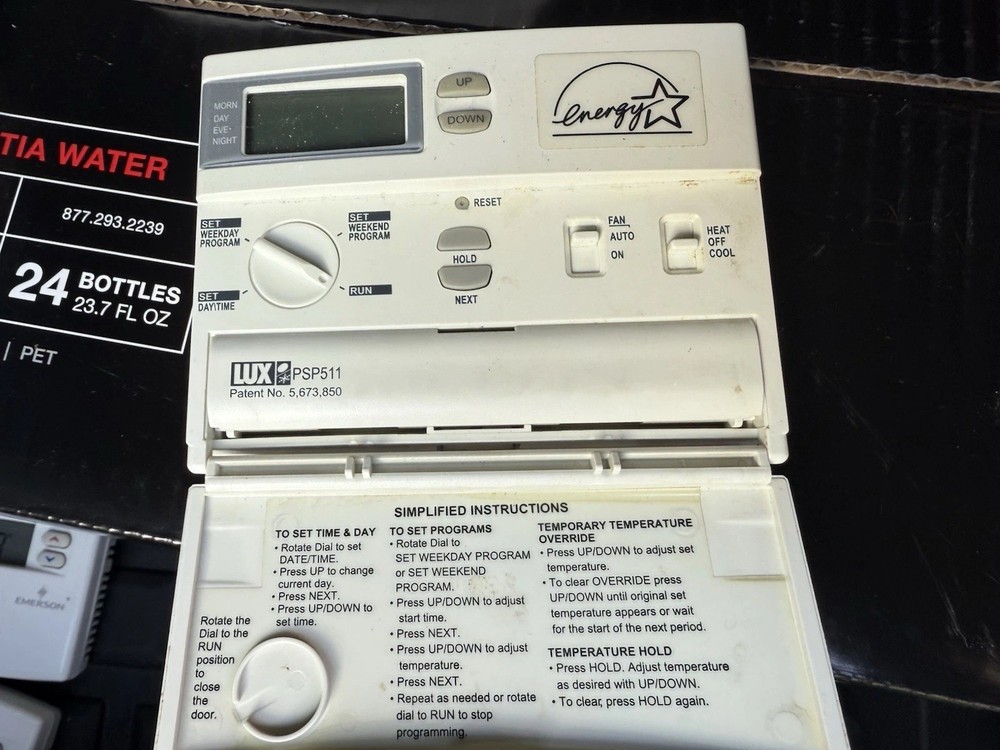 MORN
DAY
EVE·
NIGHT
UP
DOWN
energy
TIA WATER
877.293.2239
24 BOTTLES
23.7 FL OZ
| PET
SET
WEEKDAY
PROGRAM
SET
WEEKEND
PROGRAM
SET
DAY\TIME
RUN
RESET
HOLD
NEXT
FAN
AUTO
ON
HEAT
OFF
COOL
LUX PSP511
Patent No. 5,673,850
EMERSON
SIMPLIFIED INSTRUCTIONS
TO SET TIME & DAY
• Rotate Dial to set
DATE/TIME.
• Press UP to change
current day.
• Press NEXT.
• Press UP/DOWN to
set time.
Rotate the
Dial to the
RUN
position
to
close
the
door.
TO SET PROGRAMS
• Rotate Dial to
SET WEEKDAY PROGRAM
or SET WEEKEND
PROGRAM.
• Press UP/DOWN to adjust
start time.
• Press NEXT.
• Press UP/DOWN to adjust
temperature.
• Press NEXT.
• Repeat as needed or rotate
dial to RUN to stop
programming.
TEMPORARY TEMPERATURE
OVERRIDE
• Press UP/DOWN to adjust set
temperature.
• To clear OVERRIDE press
UP/DOWN until original set
temperature appears or wait
for the start of the next period.
TEMPERATURE HOLD
• Press HOLD. Adjust temperature
as desired with UP/DOWN.
• To clear, press HOLD again.